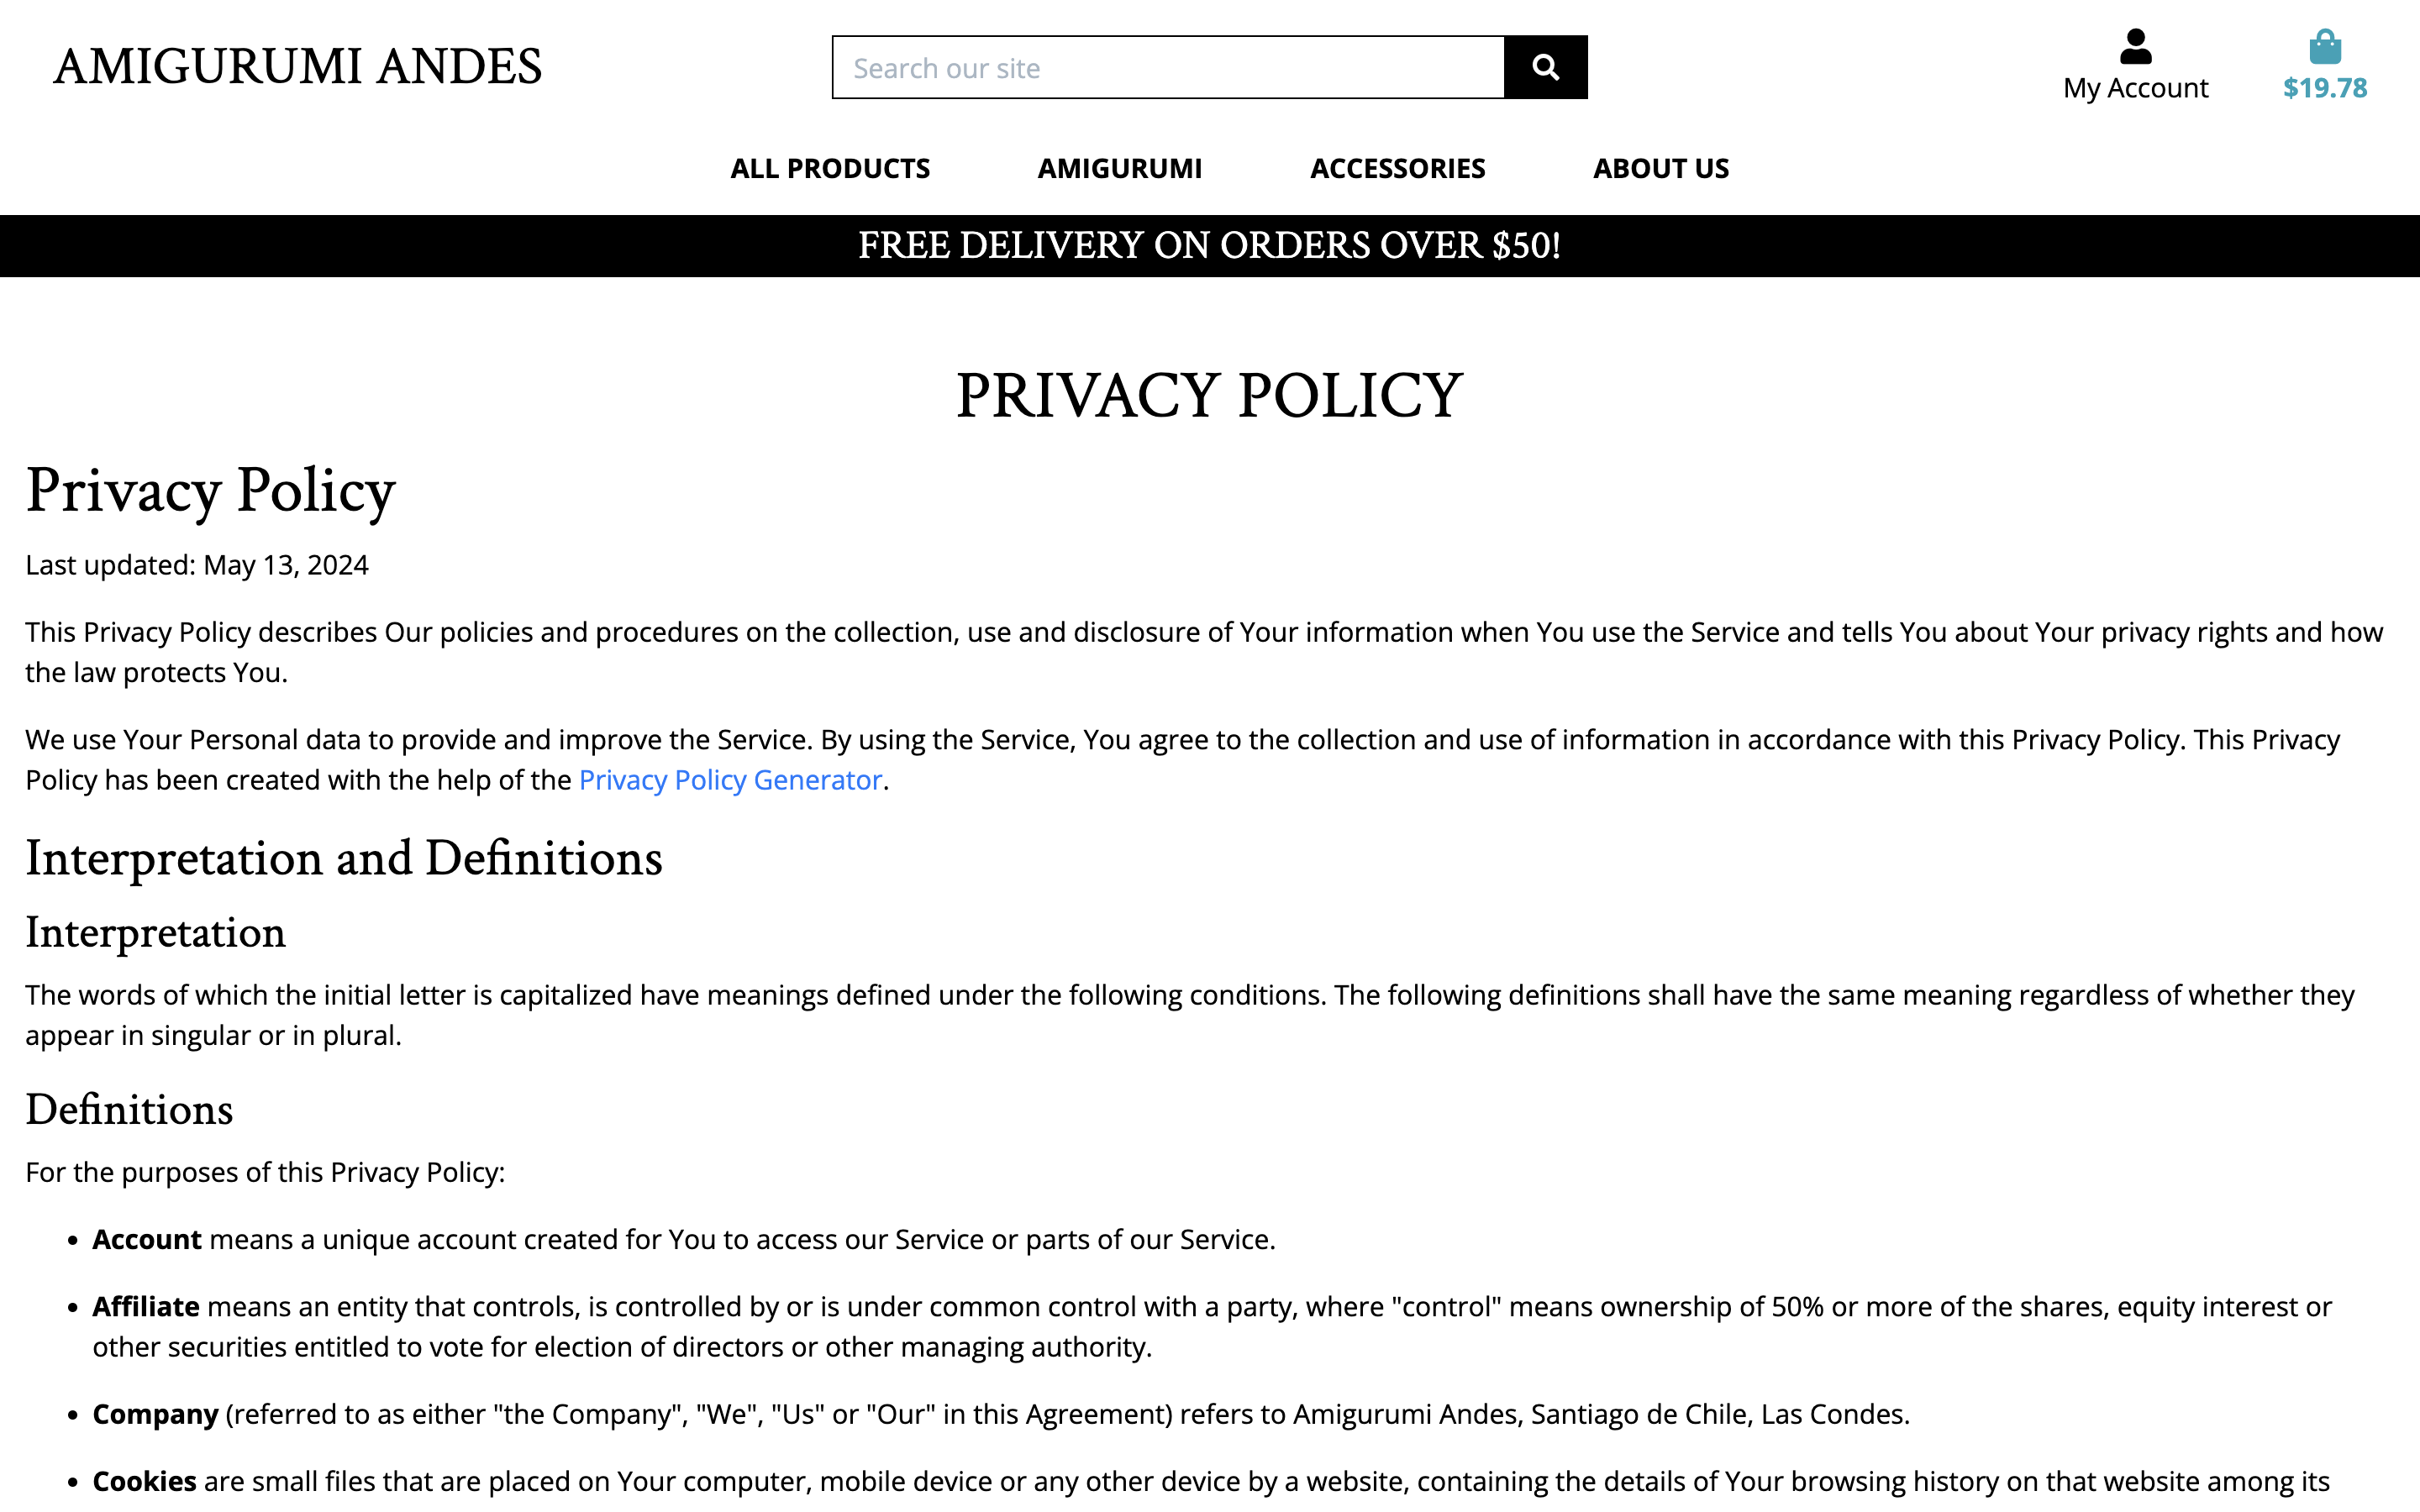 AMIGURUMI ANDES
Search our site
My Account
$19.78
ALL PRODUCTS
AMIGURUMI
ACCESSORIES
ABOUT US
FREE DELIVERY ON ORDERS OVER $50!
PRIVACY POLICY
Privacy Policy
Last updated: May 13, 2024
This Privacy Policy describes Our policies and procedures on the collection, use and disclosure of Your information when You use the Service and tells You about Your privacy rights and how
the law protects You.
We use Your Personal data to provide and improve the Service. By using the Service, You agree to the collection and use of information in accordance with this Privacy Policy. This Privacy
Policy has been created with the help of the Privacy Policy Generator.
Interpretation and Definitions
Interpretation
The words of which the initial letter is capitalized have meanings defined under the following conditions. The following definitions shall have the same meaning regardless of whether they
appear in singular or in plural.
Definitions
For the purposes of this Privacy Policy:
• Account means a unique account created for You to access our Service or parts of our Service.
• Affiliate means an entity that controls, is controlled by or is under common control with a party, where "control" means ownership of 50% or more of the shares, equity interest or
other securities entitled to vote for election of directors or other managing authority.
• Company (referred to as either "the Company", "We", "Us" or "Our" in this Agreement) refers to Amigurumi Andes, Santiago de Chile, Las Condes.
• Cookies are small files that are placed on Your computer, mobile device or any other device by a website, containing the details of Your browsing history on that website among its